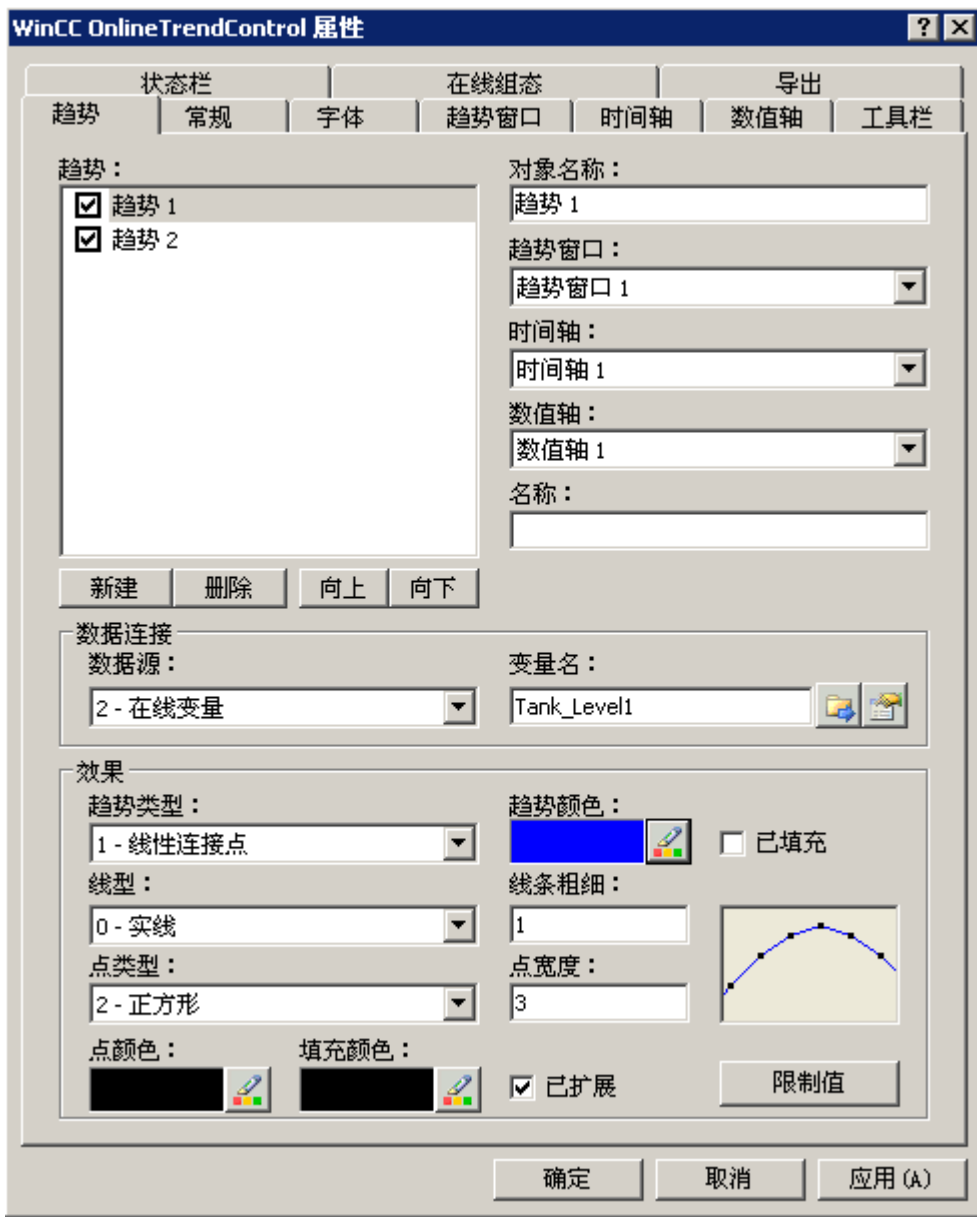 WinCC OnlineTrendControl 属性
状态栏
在线组态
导出
趋势
常规
字体
趋势窗口
时间轴
数值轴
工具栏
趋势：
趋势 1
趋势 2
对象名称：
趋势 1
趋势窗口：
趋势窗口 1
时间轴：
时间轴 1
数值轴：
数值轴 1
名称：
新建
删除
向上
向下
数据连接
数据源：
2 - 在线变量
变量名：
Tank_Level1
效果
趋势类型：
1 - 线性连接点
趋势颜色：
已填充
线型：
0 - 实线
线条粗细：
1
点类型：
2 - 正方形
点宽度：
3
点颜色：
填充颜色：
已扩展
限制值
确定
取消
应用(A)